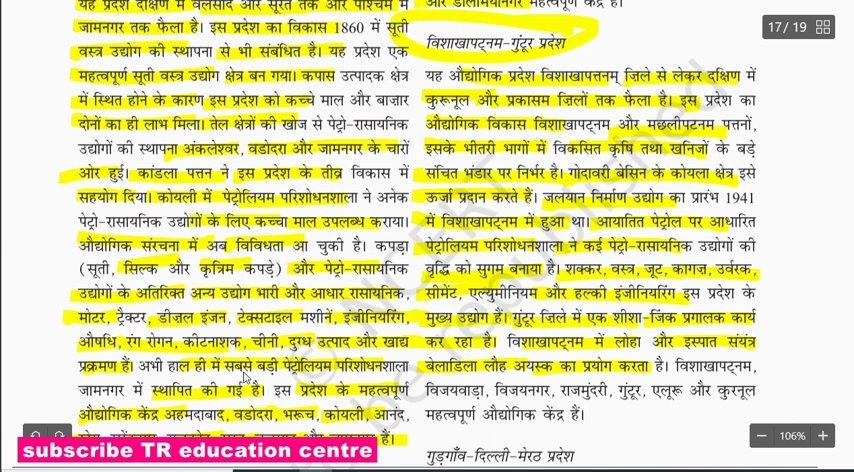 यह प्रदेश दक्षिण में वलसाद और सूरत तक और पश्चिम में
जामनगर तक फैला है। इस प्रदेश का विकास 1860 में सूती
वस्त्र उद्योग की स्थापना से भी संबंधित है। यह प्रदेश एक
महत्वपूर्ण सूती वस्त्र उद्योग क्षेत्र बन गया। कपास उत्पादक क्षेत्र
में स्थित होने के कारण इस प्रदेश को कच्चे माल और बाजार
दोनों का ही लाभ मिला। तेल क्षेत्रों की खोज से पेट्रो-रासायनिक
उद्योगों की स्थापना अंकलेश्वर, वडोदरा और जामनगर के चारों
ओर हुई। कांडला पत्तन ने इस प्रदेश के तीव्र विकास में
सहयोग दिया। कोयली में पेट्रोलियम परिशोधनशाला ने अनेक
पेट्रो-रासायनिक उद्योगों के लिए कच्चा माल उपलब्ध कराया।
औद्योगिक संरचना में अब विविधता आ चुकी है। कपड़ा
(सूती, सिल्क और कृत्रिम कपड़े) और पेट्रो-रासायनिक
उद्योगों के अतिरिक्त अन्य उद्योग भारी और आधार रासायनिक,
मोटर, ट्रैक्टर, डीज़ल इंजन, टेक्सटाइल मशीनें, इंजीनियरिंग,
औषधि, रंग रोगन, कीटनाशक, चीनी, दुग्ध उत्पाद और खाद्य
प्रक्रमण हैं। अभी हाल ही में सबसे बड़ी पेट्रोलियम परिशोधनशाला
जामनगर में स्थापित की गई है। इस प्रदेश के महत्वपूर्ण
औद्योगिक केंद्र अहमदाबाद, वडोदरा, भरूच, कोयली, आनंद,
हैं।
और डालमियानगर महत्वपूर्ण केंद्र हैं।
विशाखापट्नम-गुंटूर प्रदेश
यह औद्योगिक प्रदेश विशाखापत्तनम् जिले से लेकर दक्षिण में
कुरूनूल और प्रकासम जिलों तक फैला है। इस प्रदेश का
औद्योगिक विकास विशाखापट्नम और मछलीपटनम पत्तनों,
इसके भीतरी भागों में विकसित कृषि तथा खनिजों के बड़े
संचित भंडार पर निर्भर है। गोदावरी बेसिन के कोयला क्षेत्र इसे
ऊर्जा प्रदान करते हैं। जलयान निर्माण उद्योग का प्रारंभ 1941
में विशाखापट्नम में हुआ था। आयातित पेट्रोल पर आधारित
पेट्रोलियम परिशोधनशाला ने कई पेट्रो-रासायनिक उद्योगों की
वृद्धि को सुगम बनाया है। शक्कर, वस्त्र, जूट, कागज़, उर्वरक,
सीमेंट, एल्युमीनियम और हल्की इंजीनियरिंग इस प्रदेश के
मुख्य उद्योग हैं। गुंटूर जिले में एक शीशा-जिंक प्रगालक कार्य
कर रहा है। विशाखापट्नम में लोहा और इस्पात संयंत्र
बेलाडिला लौह अयस्क का प्रयोग करता है। विशाखापट्नम,
विजयवाड़ा, विजयनगर, राजमुंदरी, गुंटूर, एलूरू और कुरनूल
महत्वपूर्ण औद्योगिक केंद्र हैं।
गुड़गाँव-दिल्ली-मेरठ प्रदेश
17 / 19
106%
© NCERT
be republished
subscribe TR education centre